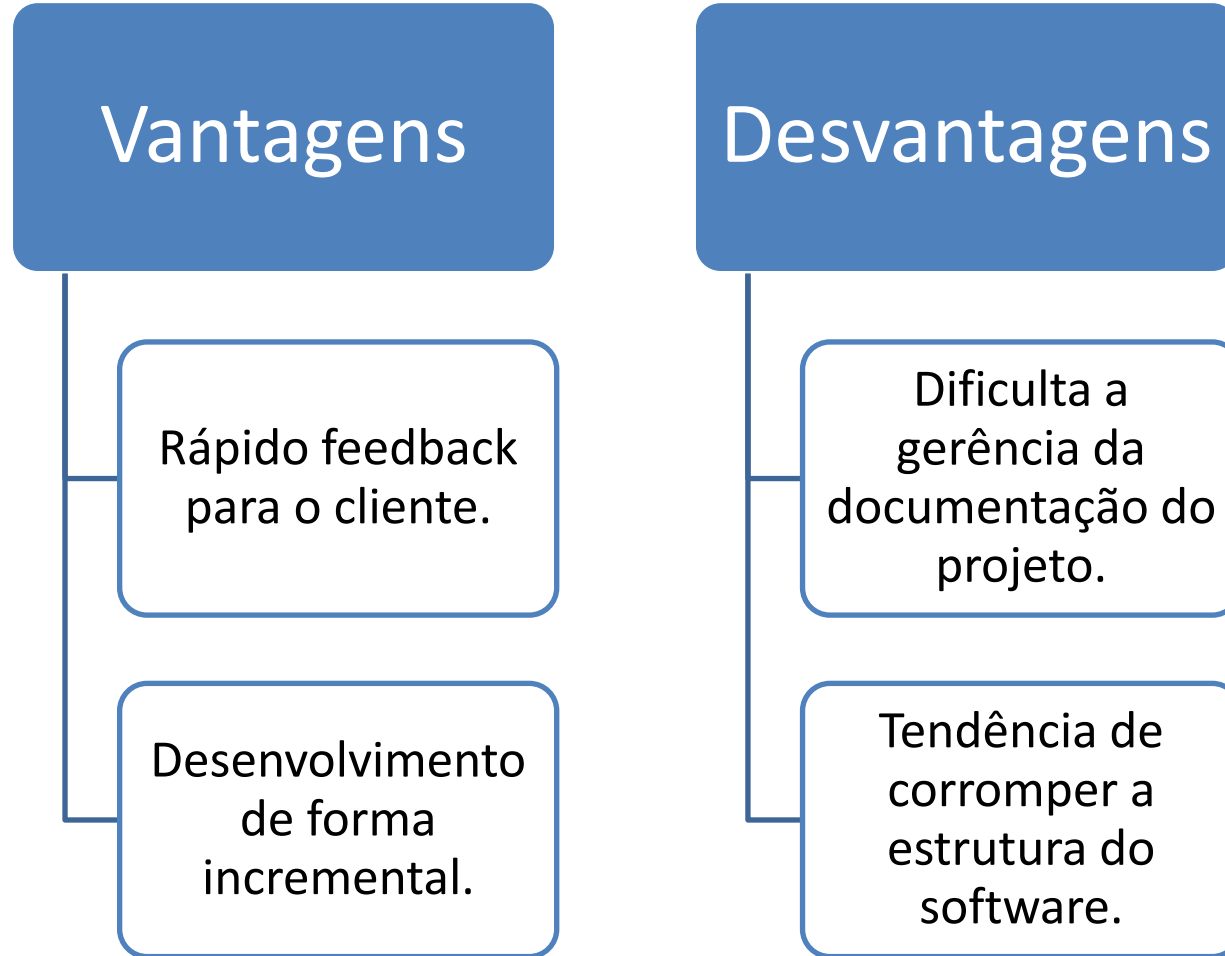 Vantagens
Rápido feedback
para o cliente.
Desenvolvimento
de forma
incremental.
Desvantagens
Dificulta a
gerência da
documentação do
projeto.
Tendência de
corromper a
estrutura do
software.